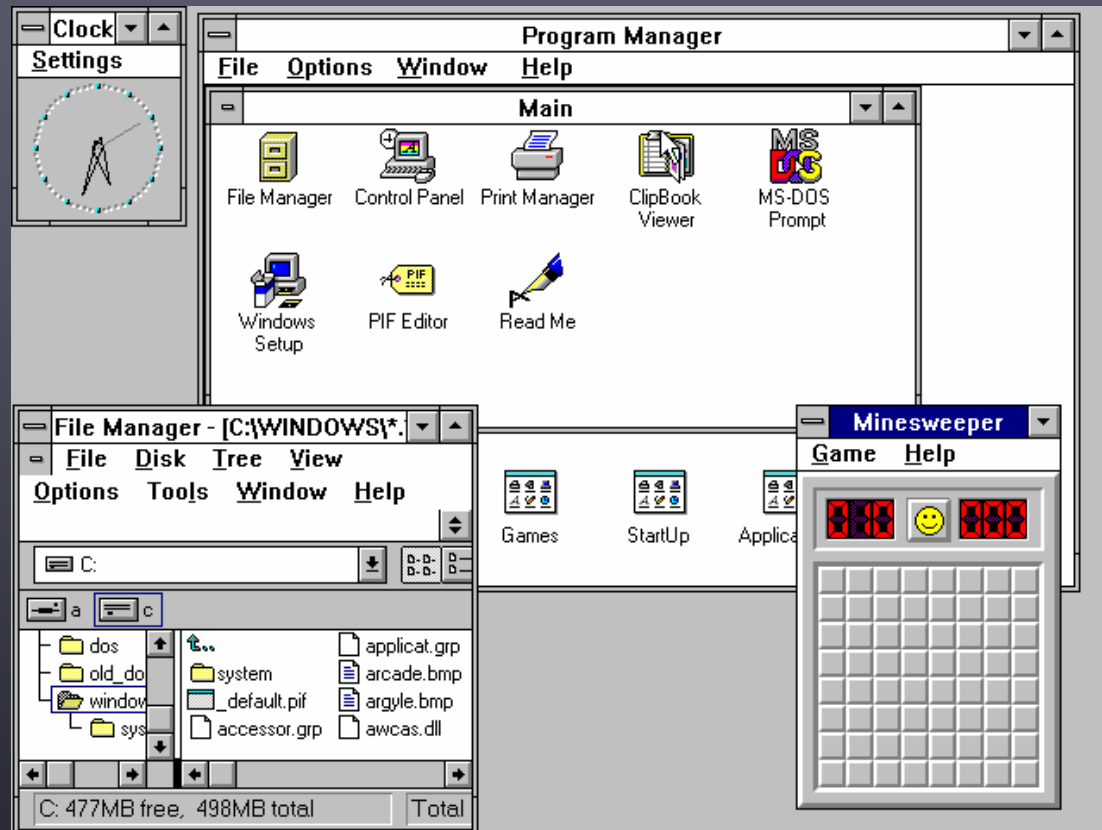 Clock
Settings
Program Manager
File Options Window Help
Main
File Manager
Control Panel
Print Manager
ClipBook
Viewer
MS-DOS
Prompt
MS
DOS
PIF
Windows
Setup
PIF Editor
Read Me
File Manager - [C:\WINDOWS\*.
File Disk Tree View
Options Tools Window Help
C:
a
c
dos
old_do
window
sys
system
_default.pif
accessor.grp
applicat.grp
arcade.bmp
argyle.bmp
awcas.dll
C: 477MB free, 498MB total
Total
Games
StartUp
Applica
Minesweeper
Game Help